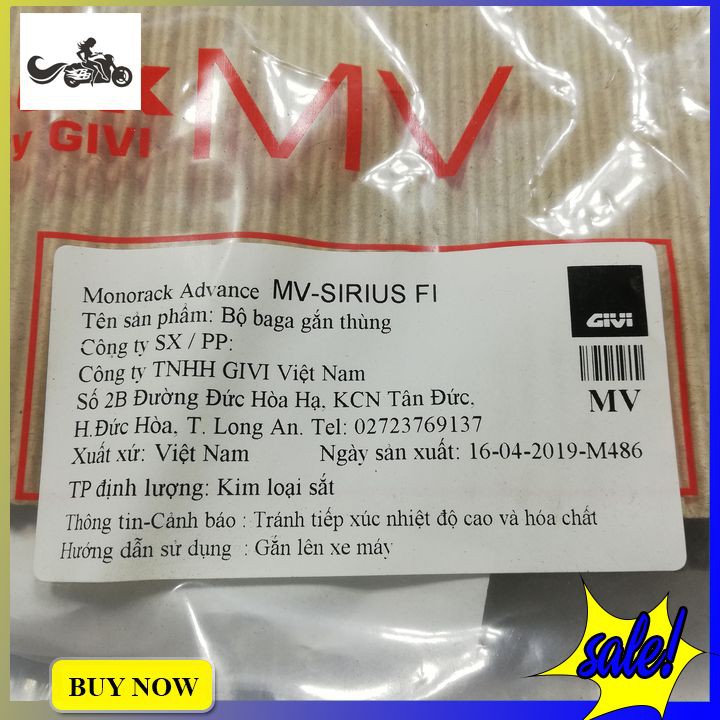 MV
y GIVI
Monorack Advance MV-SIRIUS FI
Tên sản phẩm: Bộ baga gắn thùng
Công ty SX / PP:
Công ty TNHH GIVI Việt Nam
Số 2B Đường Đức Hòa Hạ, KCN Tân Đức,
H.Đức Hòa, T. Long An. Tel: 02723769137
Xuất xứ: Việt Nam Ngày sản xuất: 16-04-2019-M486
TP định lượng: Kim loại sắt
Thông tin-Cảnh báo : Tránh tiếp xúc nhiệt độ cao và hóa chất
Hướng dẫn sử dụng : Gắn lên xe máy
GIVI
MV
BUY NOW
sale!